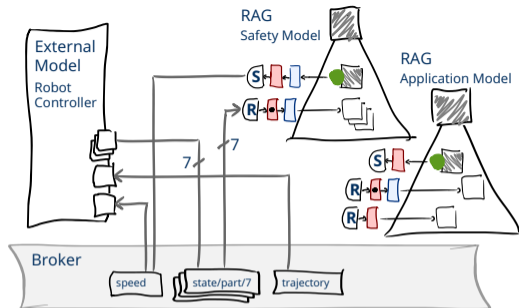 External
Model
Robot
Controller
RAG
Safety Model
RAG
Application Model
S
R
7
7
S
R
R
Broker
speed
state/part/7
trajectory